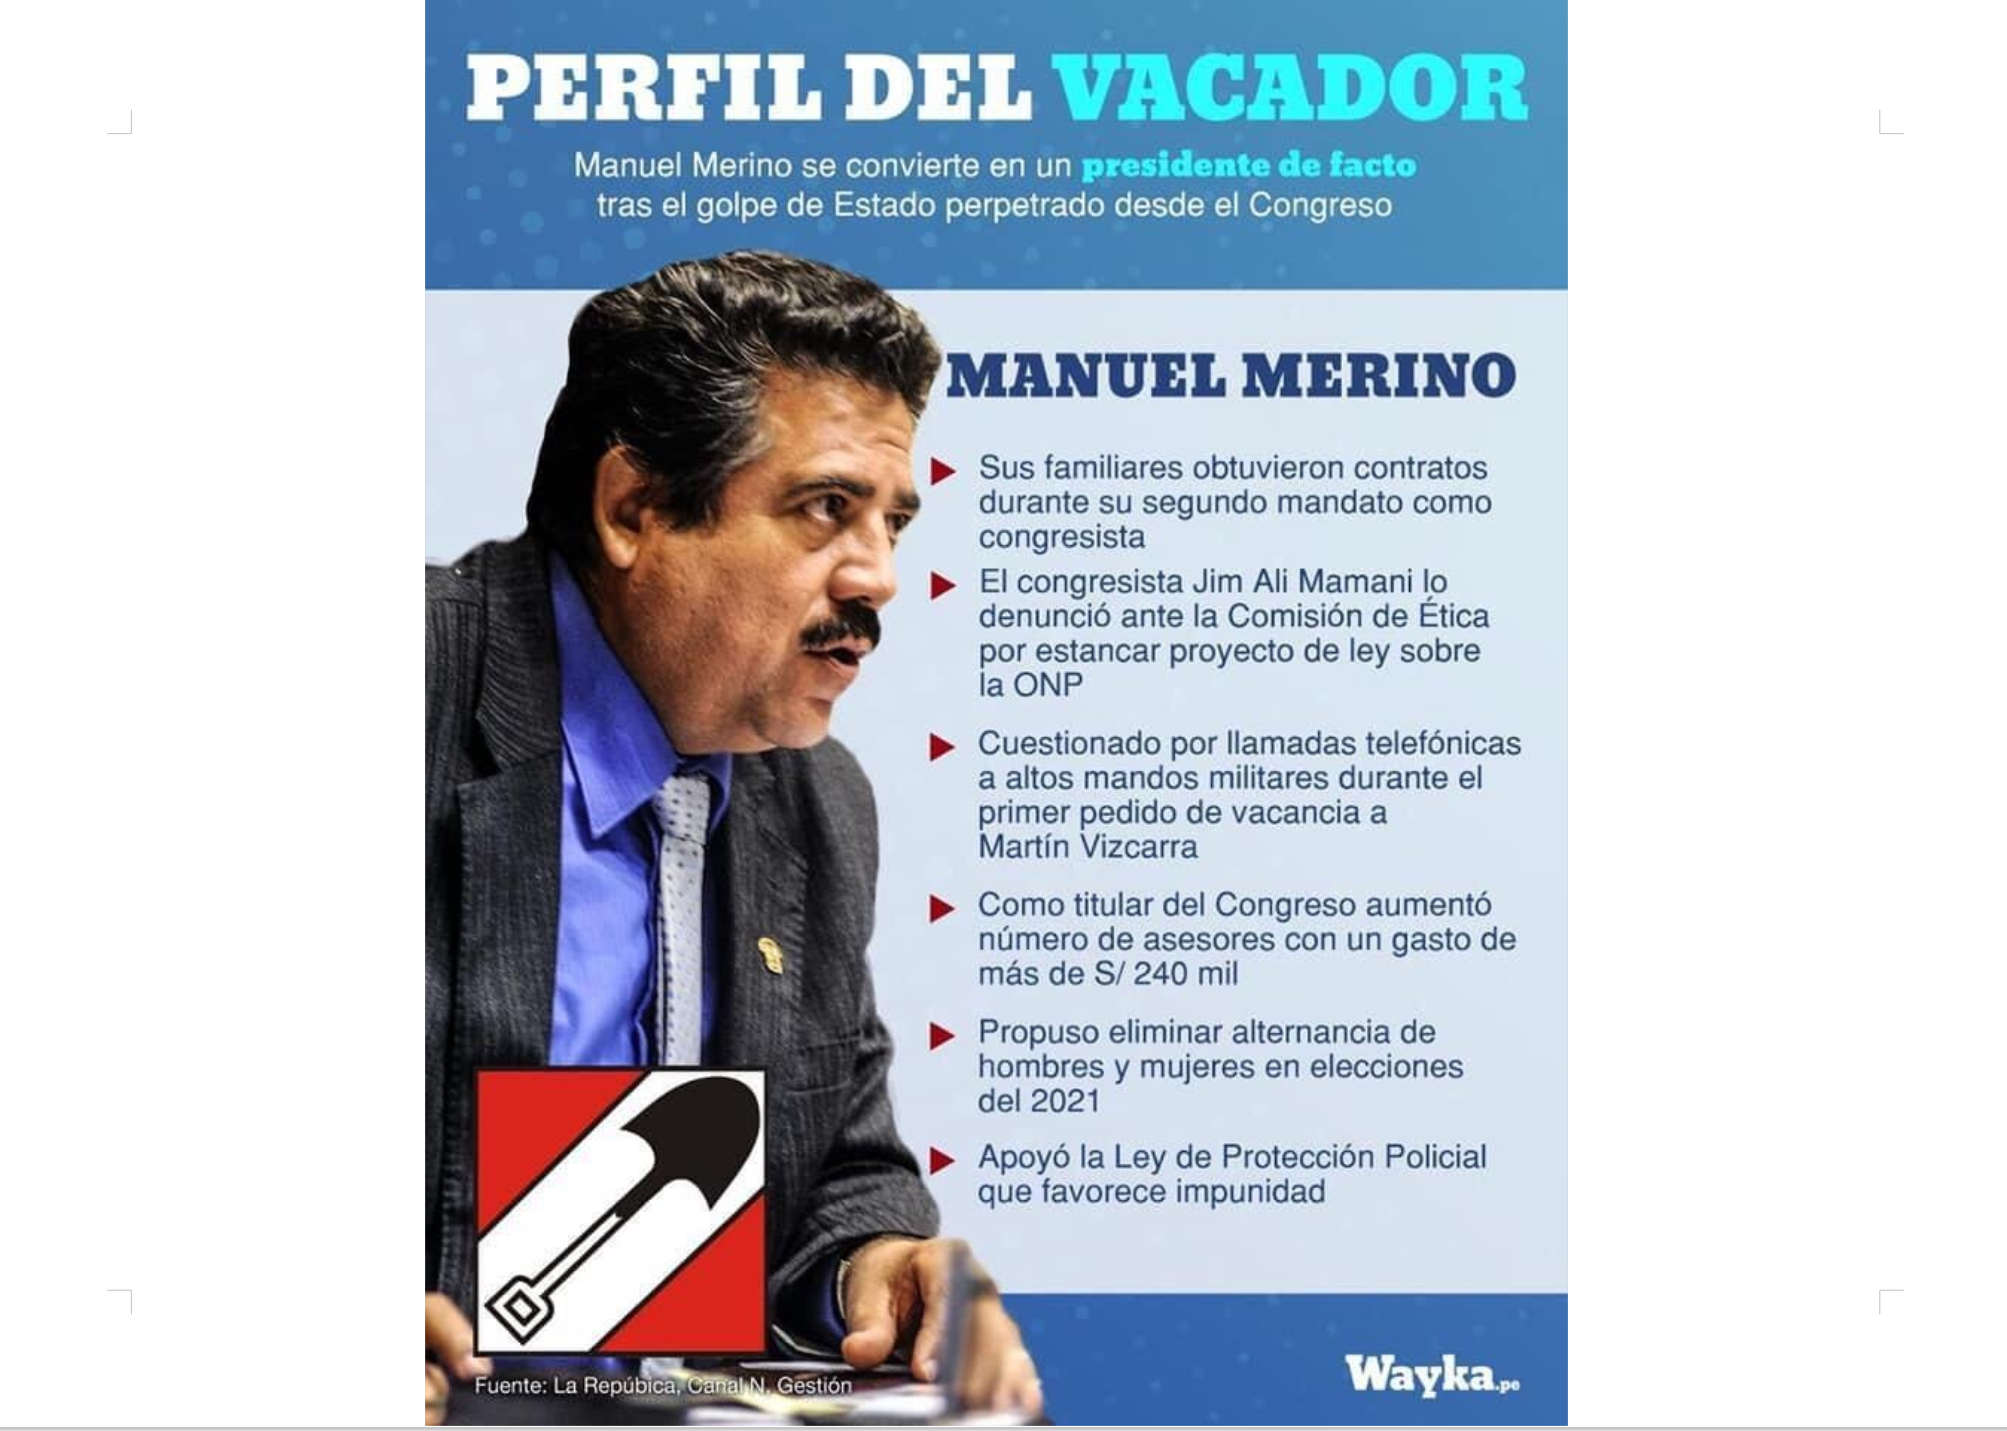 PERFIL DEL VACADOR
Manuel Merino se convierte en un presidente de facto
tras el golpe de Estado perpetrado desde el Congreso
MANUEL MERINO
Sus familiares obtuvieron contratos
durante su segundo mandato como
congresista
El congresista Jim Ali Mamani lo
denunció ante la Comisión de Ética
por estancar proyecto de ley sobre
la ONP
Cuestionado por llamadas telefónicas
a altos mandos militares durante el
primer pedido de vacancia a
Martín Vizcarra
Como titular del Congreso aumentó
número de asesores con un gasto de
más de S/ 240 mil
Propuso eliminar alternancia de
hombres y mujeres en elecciones
del 2021
Apoyó la Ley de Protección Policial
que favorece impunidad
Fuente: La Repúbica, Canal N, Gestión
Wayka.pe